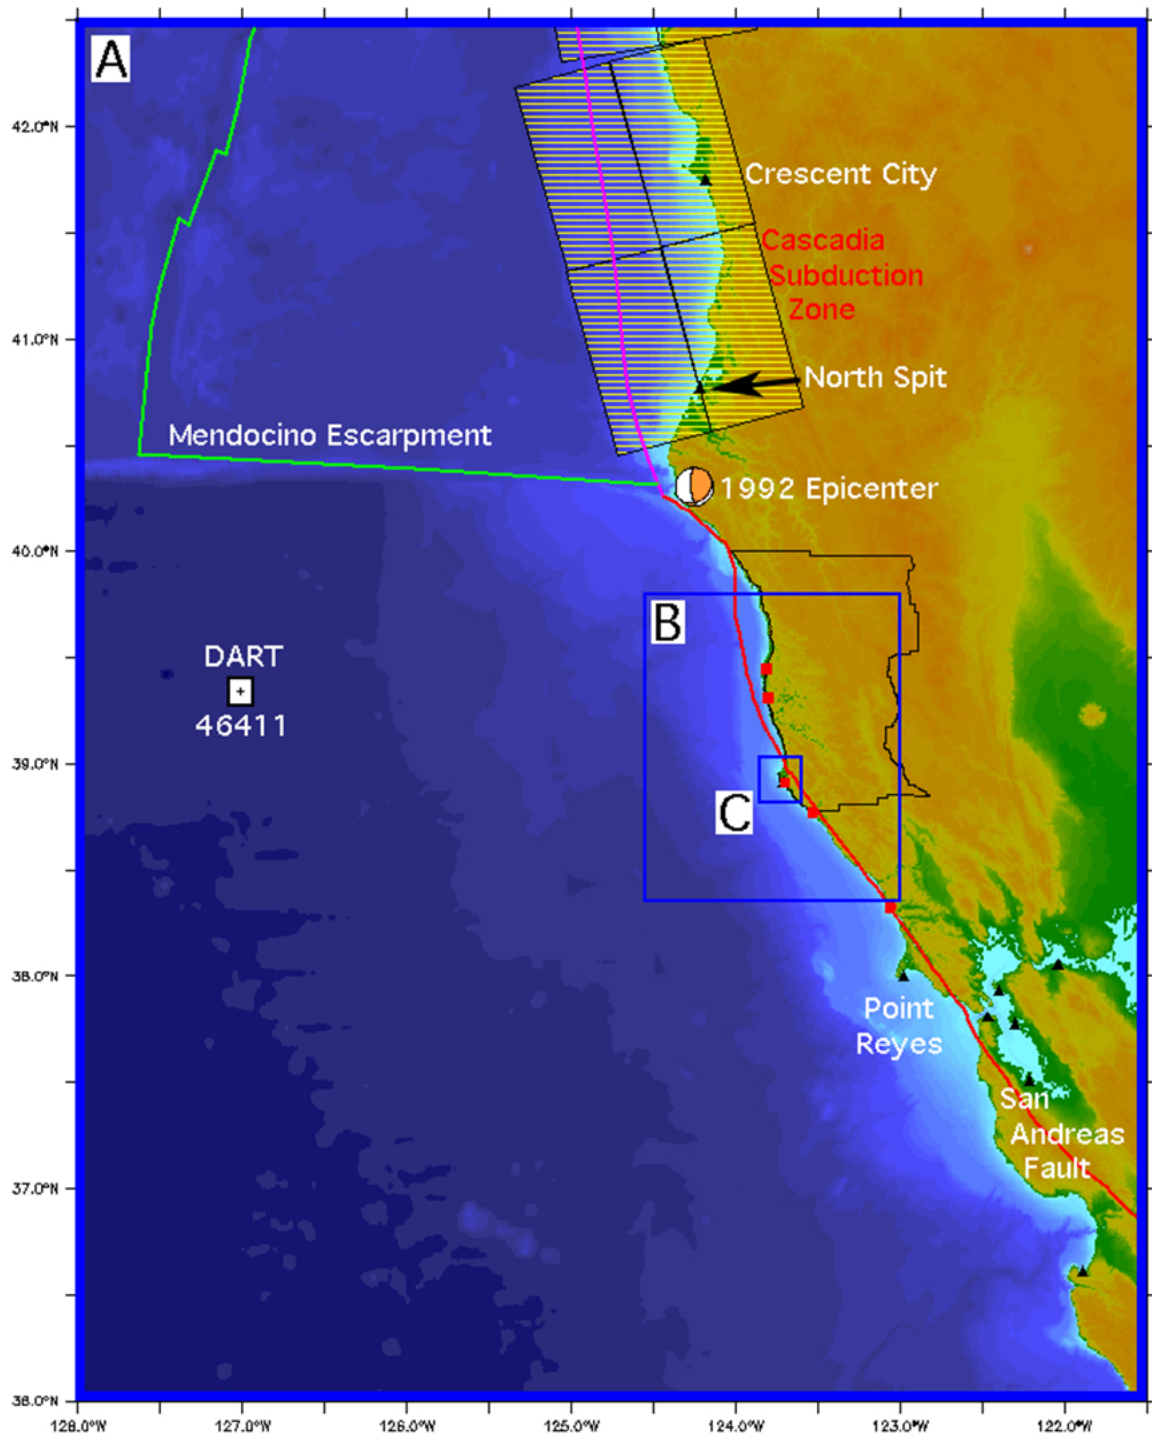 A
42.0°N
Crescent City
Cascadia
Subduction
Zone
41.0°N
North Spit
Mendocino Escarpment
1992 Epicenter
40.0°N
B
DART
46411
39.0°N
C
38.0°N
Point
Reyes
San
Andreas
Fault
37.0°N
36.0°N
128.0°W 127.0°W 126.0°W 125.0°W 124.0°W 123.0°W 122.0°W